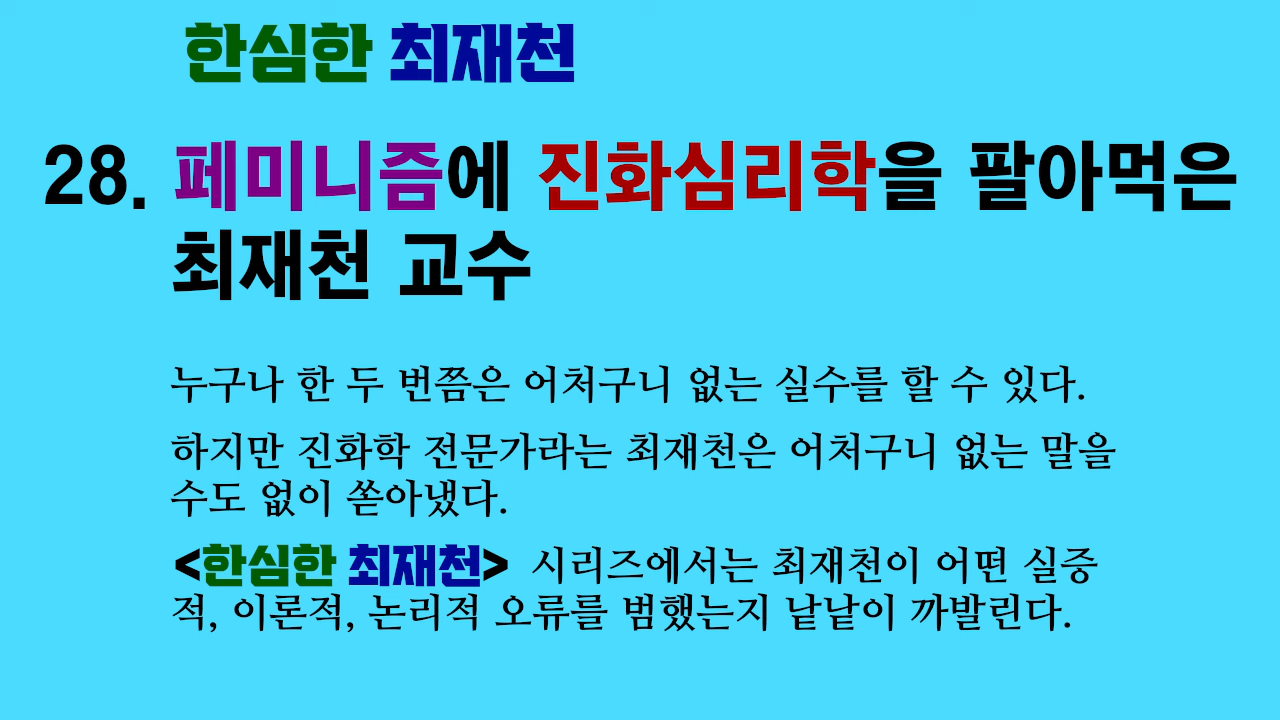 한심한 최재천
28. 페미니즘에 진화심리학을 팔아먹은
최재천 교수
누구나 한 두 번쯤은 어처구니 없는 실수를 할 수 있다.
하지만 진화학 전문가라는 최재천은 어처구니 없는 말을
수도 없이 쏟아냈다.
<한심한 최재천> 시리즈에서는 최재천이 어떤 실증
적, 이론적, 논리적 오류를 범했는지 낱낱이 까발린다.